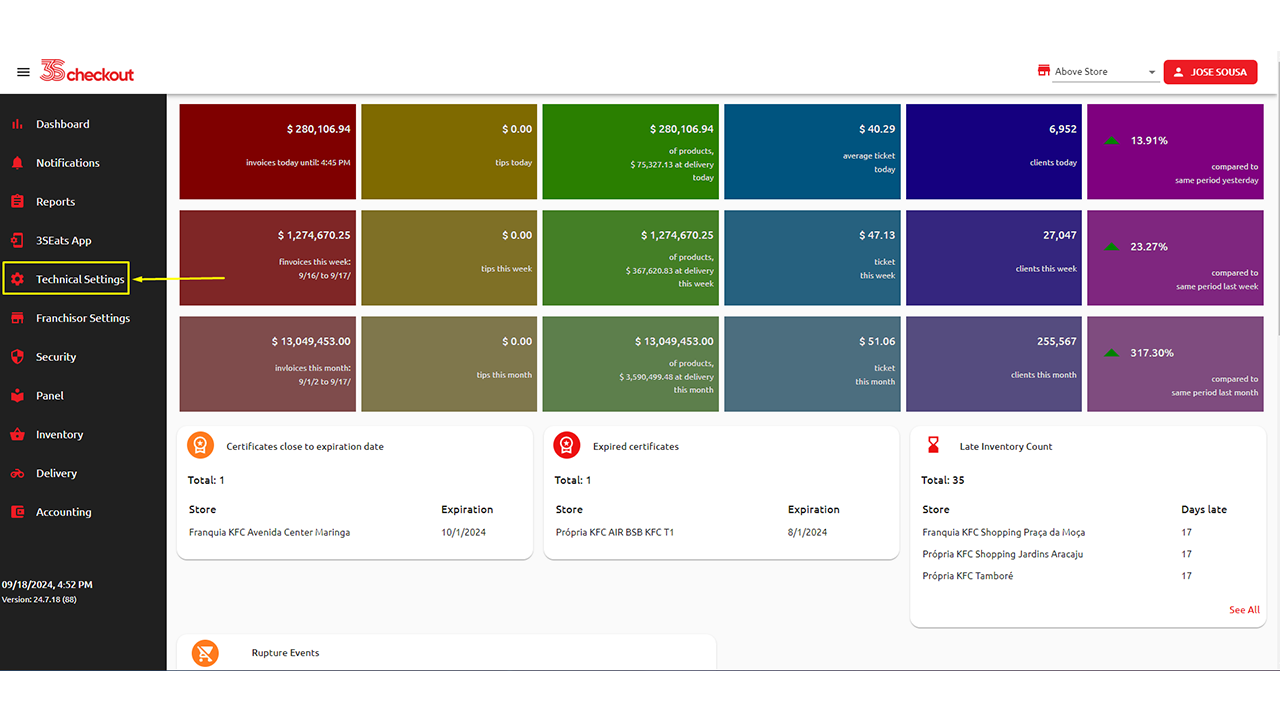 3S checkout
Above Store
JOSE SOUSA
Dashboard
Notifications
Reports
3SEats App
Technical Settings
Franchisor Settings
Security
Panel
Inventory
Delivery
Accounting
09/18/2024, 4:52 PM
Version: 24.7.18 (88)
$ 280,106.94
invoices today until: 4:45 PM
$ 0.00
tips today
$ 280,106.94
of products,
$ 75,327.13 at delivery
today
$ 40.29
average ticket
today
6,952
clients today
13.91%
compared to
same period yesterday
$ 1,274,670.25
finvoices this week:
9/16/ to 9/17/
$ 0.00
tips this week
$ 1,274,670.25
of products,
$ 367,620.83 at delivery
this week
$ 47.13
ticket
this week
27,047
clients this week
23.27%
compared to
same period last week
$ 13,049,453.00
invloices this month:
9/1/2 to 9/17/
$ 0.00
tips this month
$ 13,049,453.00
of products,
$ 3,590,499.48 at delivery
this month
$ 51.06
ticket
this month
255,567
clients this month
317.30%
compared to
same period last month
Certificates close to expiration date
Total: 1
Store Expiration
Franquia KFC Avenida Center Maringa 10/1/2024
Expired certificates
Total: 1
Store Expiration
Própria KFC AIR BSB KFC T1 8/1/2024
Late Inventory Count
Total: 35
Store Days late
Franquia KFC Shopping Praça da Moça 17
Própria KFC Shopping Jardins Aracaju 17
Própria KFC Tamboré 17
See All
Rupture Events